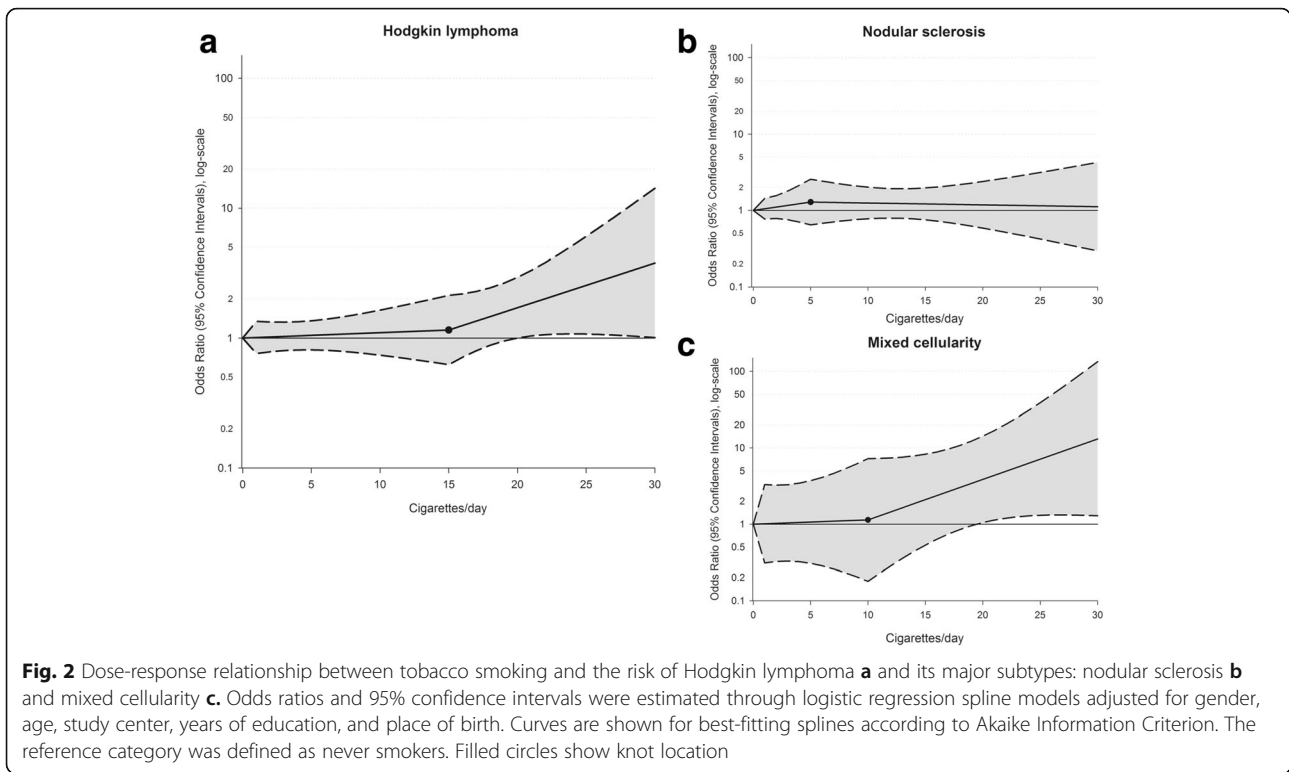 a
Hodgkin lymphoma
Odds Ratio (95% Confidence Intervals), log-scale
100
50
20
10
5
2
1
0.5
0.1
0 5 10 15 20 25 30
Cigarettes/day
b
Nodular sclerosis
Odds Ratio (95% Confidence Intervals), log-scale
100
50
20
10
5
2
1
0.5
0.2
0.1
0 5 10 15 20 25 30
Cigarettes/day
c
Mixed cellularity
Odds Ratio (95% Confidence Intervals), log-scale
100
50
20
10
5
2
1
0.5
0.2
0.1
0 5 10 15 20 25 30
Cigarettes/day
Fig. 2 Dose-response relationship between tobacco smoking and the risk of Hodgkin lymphoma a and its major subtypes: nodular sclerosis b
and mixed cellularity c. Odds ratios and 95% confidence intervals were estimated through logistic regression spline models adjusted for gender,
age, study center, years of education, and place of birth. Curves are shown for best-fitting splines according to Akaike Information Criterion. The
reference category was defined as never smokers. Filled circles show knot location